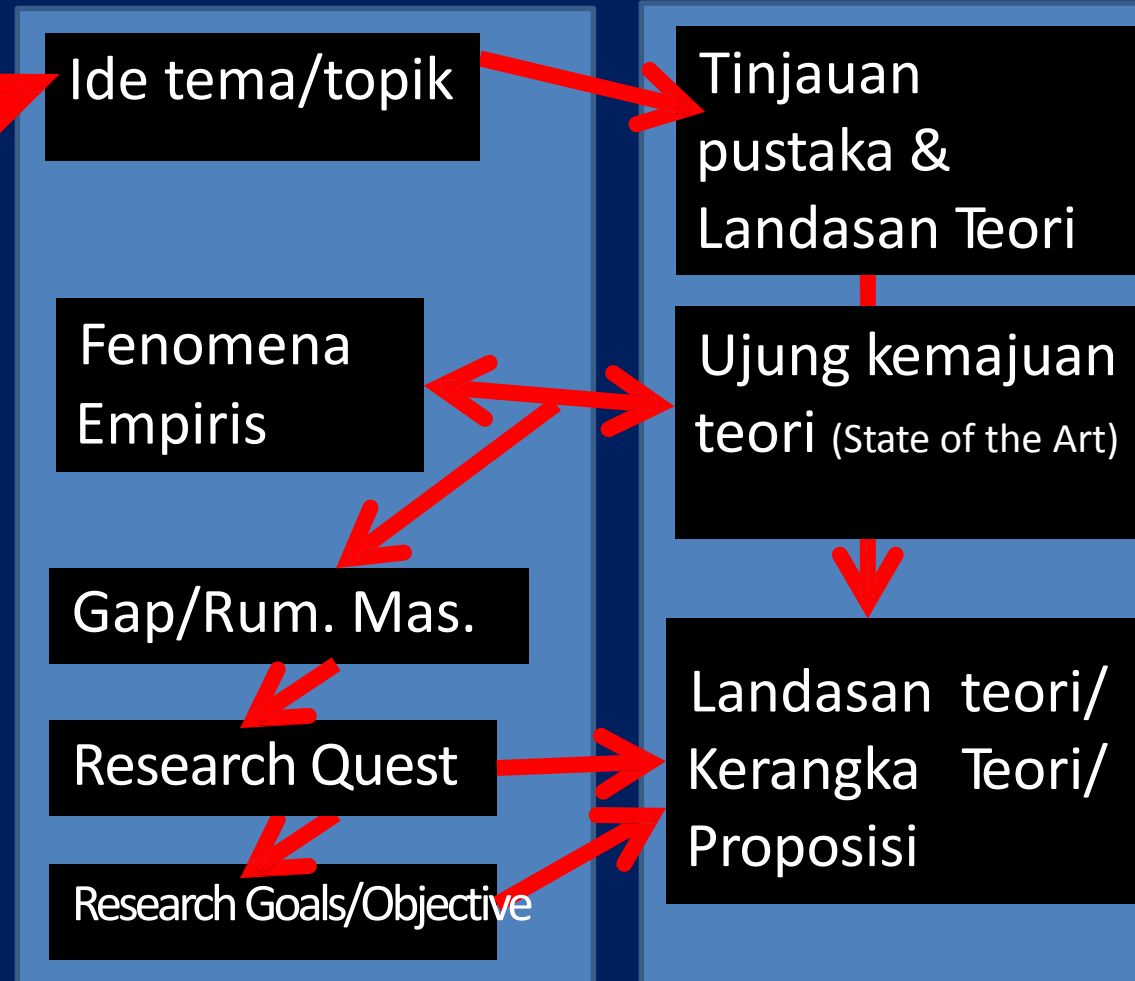 Ide tema/topik
Fenomena
Empiris
Gap/Rum. Mas.
Research Quest
Research Goals/Objective
Tinjauan
pustaka &
Landasan Teori
Ujung kemajuan
teori (State of the Art)
Landasan teori/
Kerangka Teori/
Proposisi